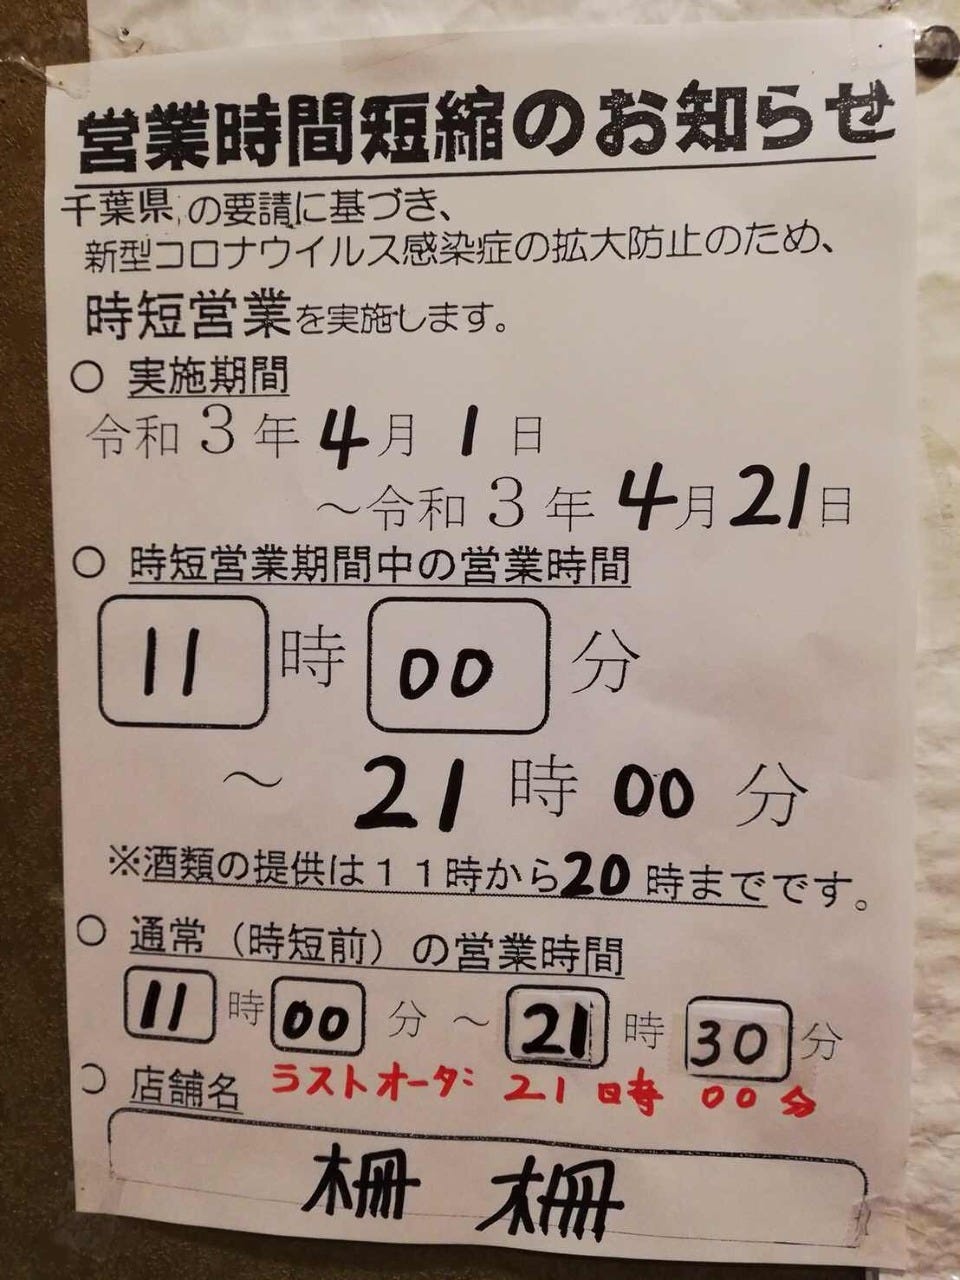 営業時間短縮のお知らせ
千葉県の要請に基づき、
新型コロナウイルス感染症の拡大防止のため、
時短営業を実施します。
○ 実施期間
令和3年4月1日
～令和3年4月21日
○ 時短営業期間中の営業時間
11時00分
～21時00分
※酒類の提供は11時から20時までです。
○ 通常（時短前）の営業時間
11時00分～21時30分
ラストオーダ: 21時00分
○ 店舗名
柵 柵